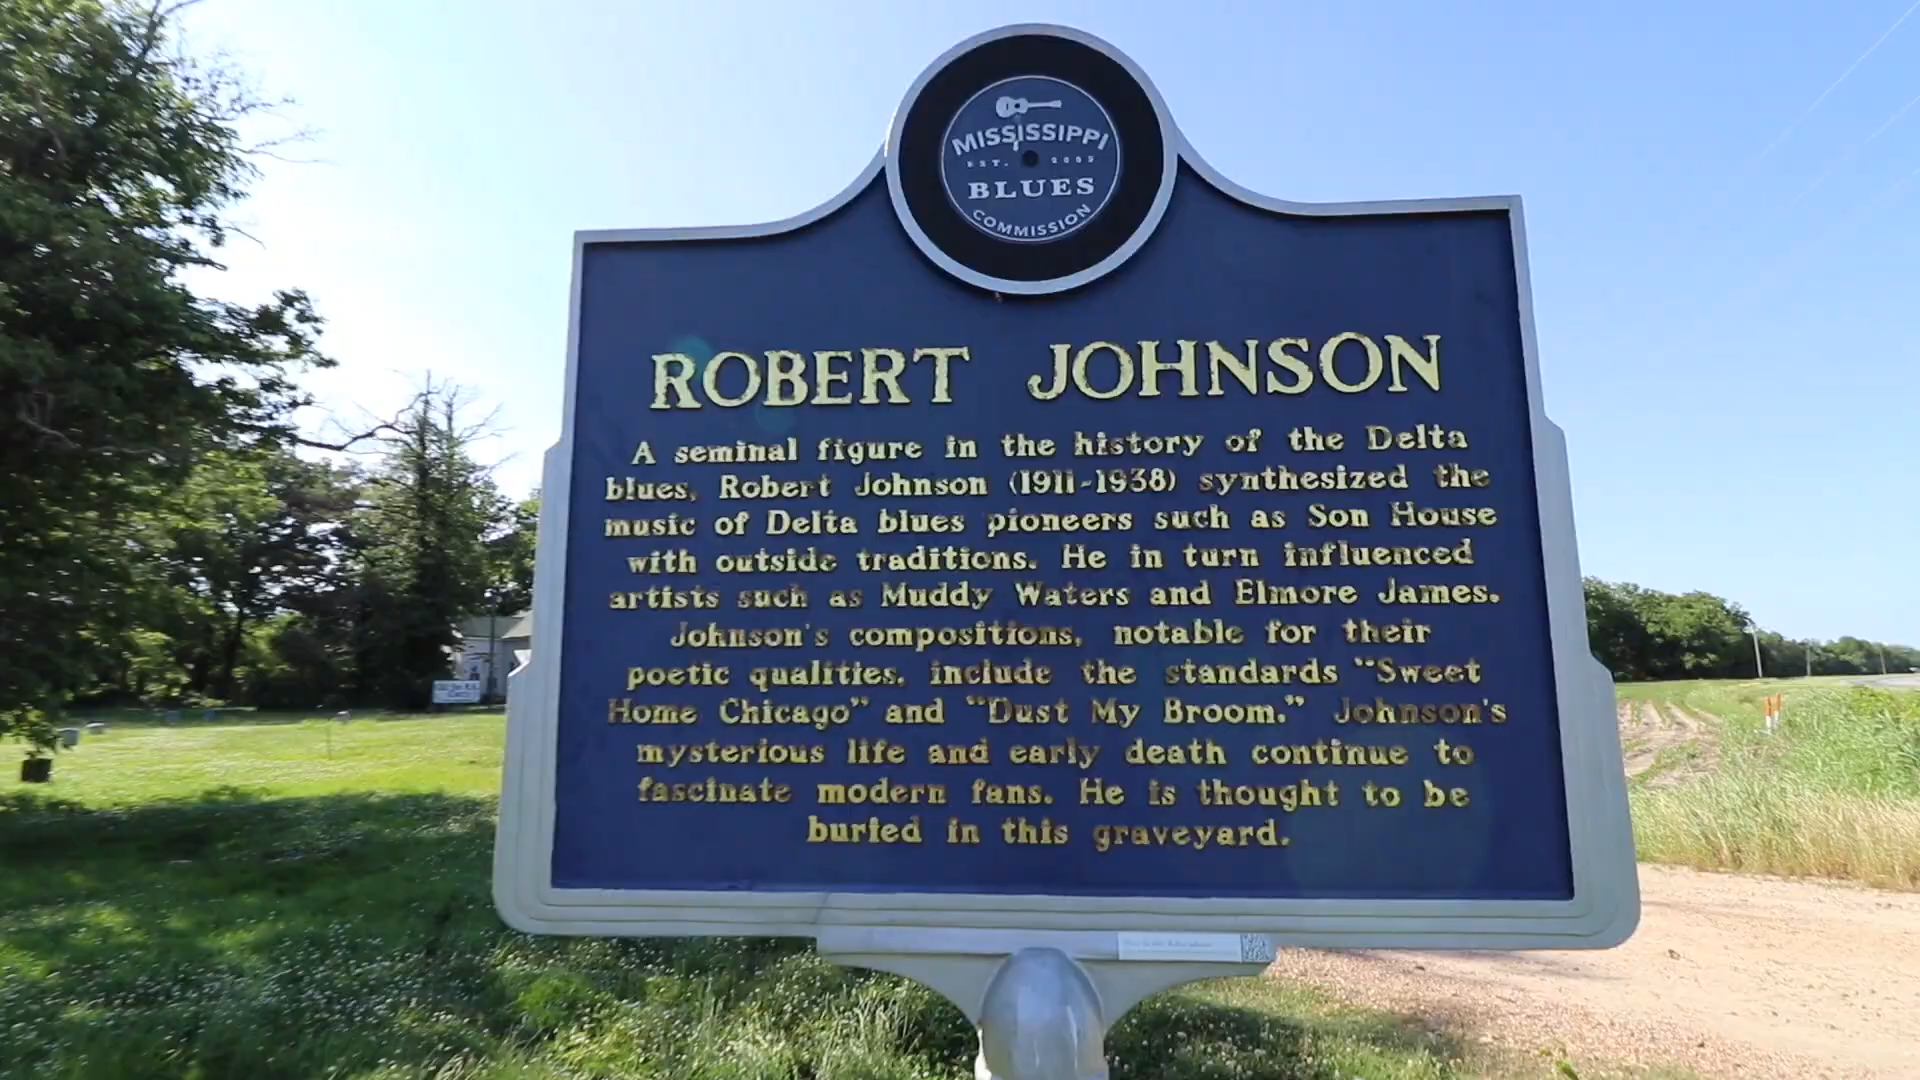 MISSISSIPPI
EST.
BLUES
COMMISSION
ROBERT JOHNSON
A seminal figure in the history of the Delta
blues, Robert Johnson (1911-1938) synthesized the
music of Delta blues pioneers such as Son House
with outside traditions. He in turn influenced
artists such as Muddy Waters and Elmore James.
Johnson's compositions, notable for their
poetic qualities, include the standards "Sweet
Home Chicago" and "Dust My Broom." Johnson's
mysterious life and early death continue to
fascinate modern fans. He is thought to be
buried in this graveyard.